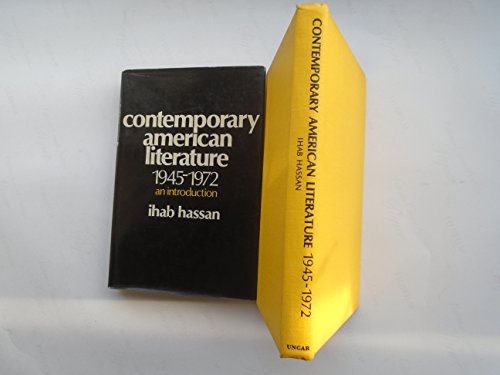 contemporary
american
literature
1945-1972
an introduction
ihab hassan
CONTEMPORARY AMERICAN LITERATURE 1945-1972
IHAB HASSAN
UNGAR